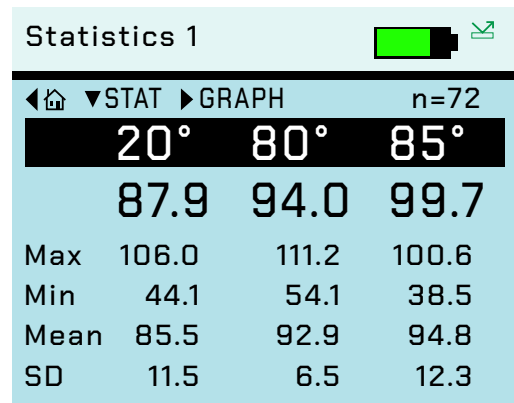 Statistics 1
STAT GRAPH n=72
20° 80° 85°
87.9 94.0 99.7
Max 106.0 111.2 100.6
Min 44.1 54.1 38.5
Mean 85.5 92.9 94.8
SD 11.5 6.5 12.3